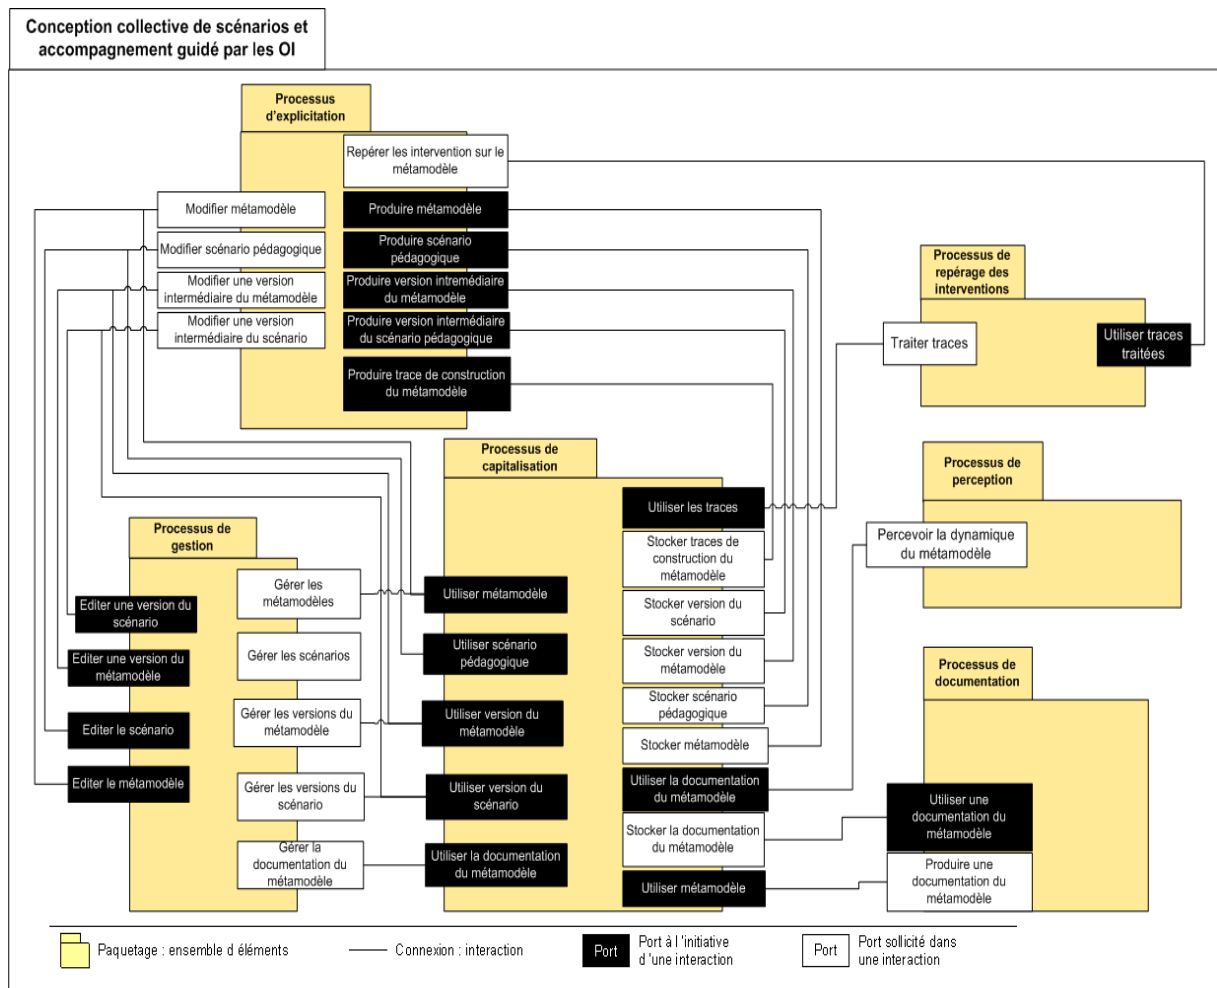 Conception collective de scénarios et
accompagnement guidé par les OI
Processus
d'explicitation
Repérer les intervention sur le
métamodèle
Modifier métamodèle
Produire métamodèle
Modifier scénario pédagogique
Produire scénario
pédagogique
Modifier une version
intermédiaire du métamodèle
Produire version intremédiaire
du métamodèle
Modifier une version
intermédiaire du scénario
Produire version intermédiaire
du scénario pédagogique
Produire trace de construction
du métamodèle
Processus de
repérage des
interventions
Traiter traces
Utiliser traces
traitées
Processus de
capitalisation
Utiliser les traces
Stocker traces de
construction du
métamodèle
Utiliser métamodèle
Stocker version du
scénario
Utiliser scénario
pédagogique
Stocker version du
métamodèle
Stocker scénario
pédagogique
Utiliser version du
métamodèle
Stocker métamodèle
Utiliser version du
scénario
Utiliser la documentation
du métamodèle
Stocker la documentation
du métamodèle
Utiliser la documentation
du métamodèle
Utiliser métamodèle
Processus de
perception
Percevoir la dynamique
du métamodèle
Processus de
gestion
Gérer les
métamodèles
Editer une version du
scénario
Gérer les scénarios
Editer une version du
métamodèle
Gérer les versions du
métamodèle
Editer le scénario
Editer le métamodèle
Gérer les versions du
scénario
Gérer la
documentation du
métamodèle
Processus de
documentation
Utiliser une
documentation du
métamodèle
Produire une
documentation du
métamodèle
Paquetage : ensemble d éléments
Connexion : interaction
Port
Port à l 'initiative
d 'une interaction
Port
Port sollicité dans
une interaction